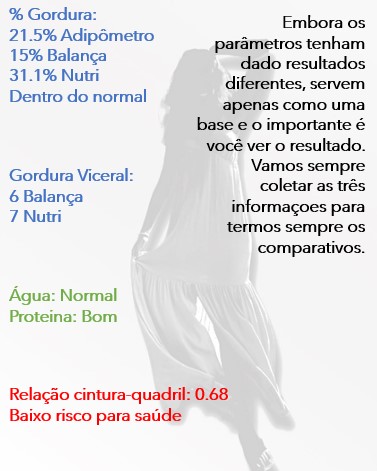 % Gordura:
21.5% Adipômetro
15% Balança
31.1% Nutri
Dentro do normal
Gordura Viceral:
6 Balança
7 Nutri
Água: Normal
Proteina: Bom
Relação cintura-quadril: 0.68
Baixo risco para saúde
Embora os
parâmetros tenham
dado resultados
diferentes, servem
apenas como uma
base e o importante é
você ver o resultado.
Vamos sempre
coletar as três
informaçoes para
termos sempre os
comparativos.